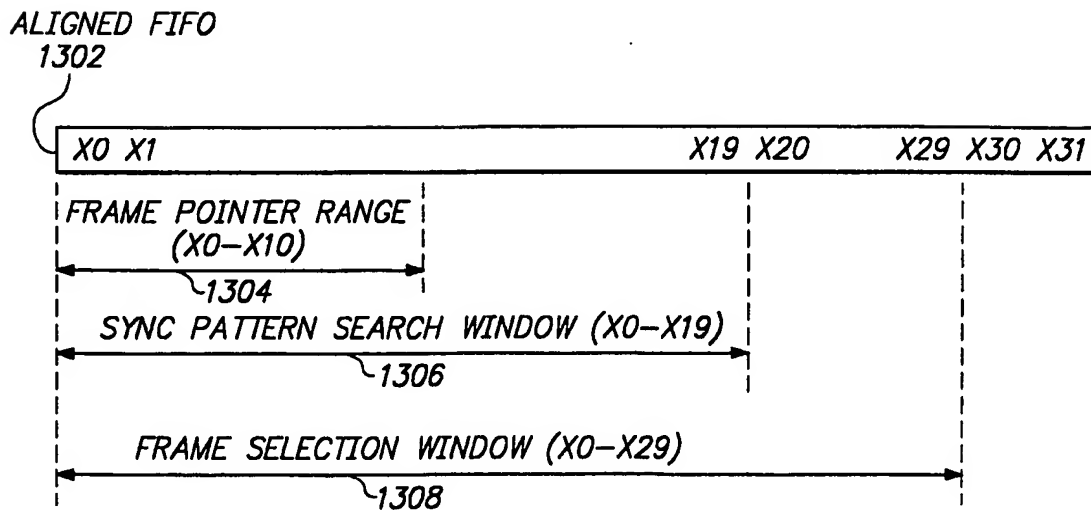 ALIGNED FIFO
1302
X0 X1 X19 X20 X29 X30 X31
FRAME POINTER RANGE
(X0-X10)
1304
SYNC PATTERN SEARCH WINDOW (X0-X19)
1306
FRAME SELECTION WINDOW (X0-X29)
1308